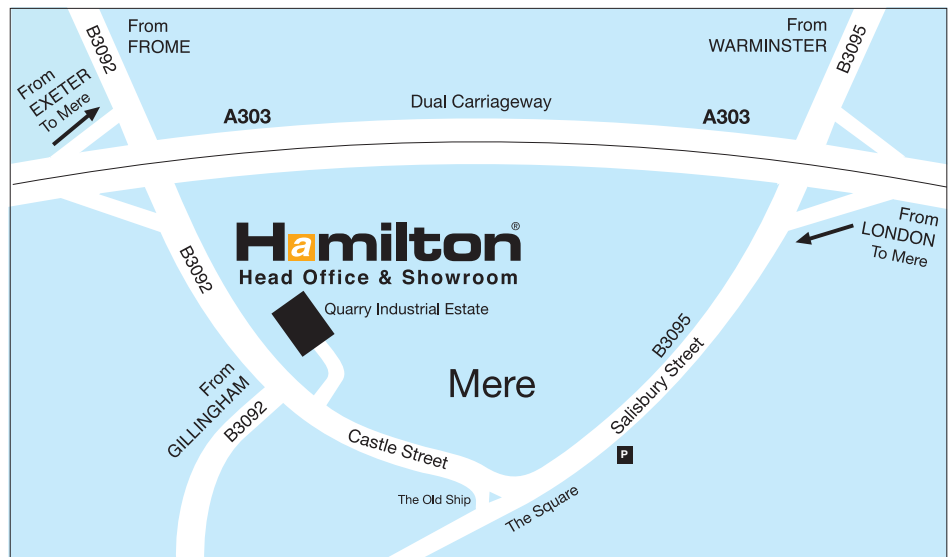 From
FROME
B3092
From
WARMINSTER
B3095
From
EXETER
To Mere
Dual Carriageway
A303
A303
From
LONDON
To Mere
Hamilton®
Head Office & Showroom
Quarry Industrial Estate
B3092
B3095
Salisbury Street
Mere
From
GILLINGHAM
B3092
Castle Street
P
The Old Ship
The Square